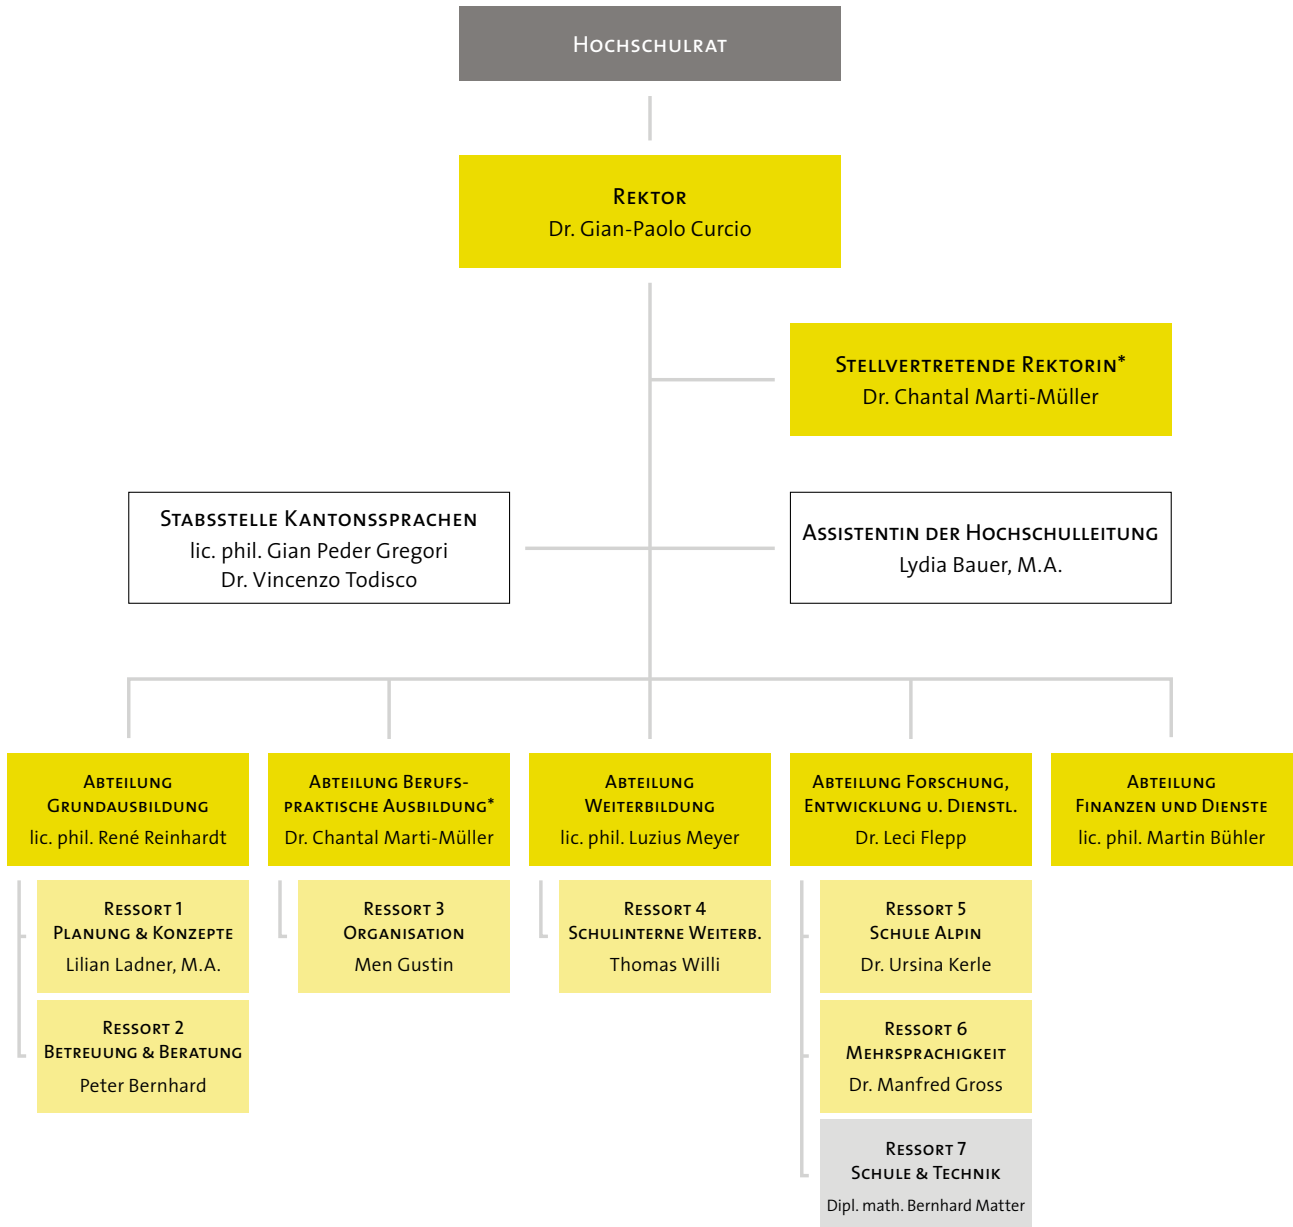 Hochschulrat
Rektor
Dr. Gian-Paolo Curcio
Stellvertretende Rektorin*
Dr. Chantal Marti-Müller
Stabsstelle Kantonssprachen
lic. phil. Gian Peder Gregori
Dr. Vincenzo Todisco
Assistentin der Hochschulleitung
Lydia Bauer, M.A.
Abteilung
Grundausbildung
lic. phil. René Reinhardt
Abteilung Berufs-
praktische Ausbildung*
Dr. Chantal Marti-Müller
Abteilung
Weiterbildung
lic. phil. Luzius Meyer
Abteilung Forschung,
Entwicklung u. Dienstl.
Dr. Leci Flepp
Abteilung
Finanzen und Dienste
lic. phil. Martin Bühler
Ressort 1
Planung & Konzepte
Lilian Ladner, M.A.
Ressort 3
Organisation
Men Gustin
Ressort 4
Schulinterne Weiterb.
Thomas Willi
Ressort 5
Schule Alpin
Dr. Ursina Kerle
Ressort 2
Betreuung & Beratung
Peter Bernhard
Ressort 6
Mehrsprachigkeit
Dr. Manfred Gross
Ressort 7
Schule & Technik
Dipl. math. Bernhard Matter